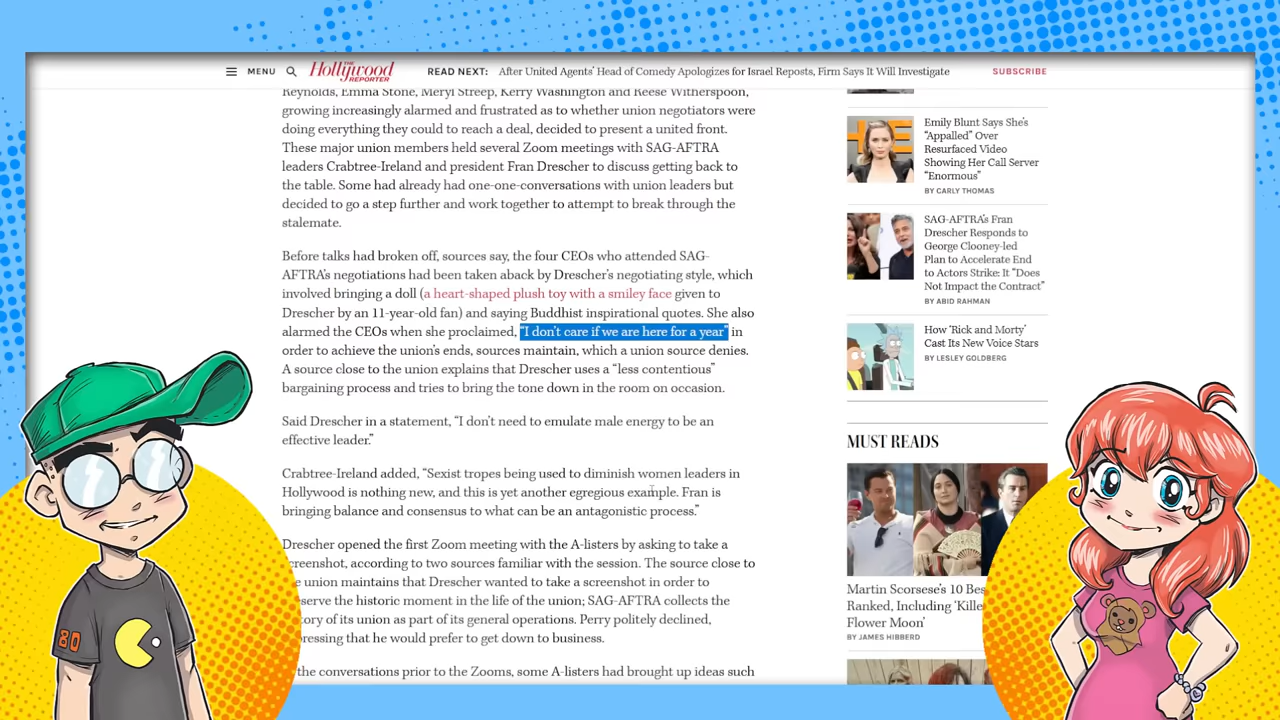 MENU
THE
Hollywood
REPORTER
READ NEXT: After United Agents' Head of Comedy Apologizes for Israel Reposts, Firm Says It Will Investigate
SUBSCRIBE
Reynolds, Emma Stone, Meryl Streep, Kerry Washington and Reese Witherspoon,
growing increasingly alarmed and frustrated as to whether union negotiators were
doing everything they could to reach a deal, decided to present a united front.
These major union members held several Zoom meetings with SAG-AFTRA
leaders Crabtree-Ireland and president Fran Drescher to discuss getting back to
the table. Some had already had one-one-conversations with union leaders but
decided to go a step further and work together to attempt to break through the
stalemate.
Before talks had broken off, sources say, the four CEOs who attended SAG-
AFTRA's negotiations had been taken aback by Drescher's negotiating style, which
involved bringing a doll (a heart-shaped plush toy with a smiley face given to
Drescher by an 11-year-old fan) and saying Buddhist inspirational quotes. She also
alarmed the CEOs when she proclaimed, “I don't care if we are here for a year” in
order to achieve the union's ends, sources maintain, which a union source denies.
A source close to the union explains that Drescher uses a “less contentious”
bargaining process and tries to bring the tone down in the room on occasion.
Said Drescher in a statement, “I don't need to emulate male energy to be an
effective leader.”
Crabtree-Ireland added, “Sexist tropes being used to diminish women leaders in
Hollywood is nothing new, and this is yet another egregious example. Fran is
bringing balance and consensus to what can be an antagonistic process.”
Drescher opened the first Zoom meeting with the A-listers by asking to take a
screenshot, according to two sources familiar with the session. The source close to
union maintains that Drescher wanted to take a screenshot in order to
the historic moment in the life of the union; SAG-AFTRA collects the
of its union as part of its general operations. Perry politely declined,
that he would prefer to get down to business.
the conversations prior to the Zooms, some A-listers had brought up ideas such
Emily Blunt Says She's
“Appalled” Over
Resurfaced Video
Showing Her Call Server
“Enormous”
BY CARLY THOMAS
SAG-AFTRA's Fran
Drescher Responds to
George Clooney-led
Plan to Accelerate End
to Actors Strike: It “Does
Not Impact the Contract”
BY ABID RAHMAN
How 'Rick and Morty'
Cast Its New Voice Stars
BY LESLEY GOLDBERG
MUST READS
Martin Scorsese's 10 Bes
Ranked, Including 'Kille
Flower Moon'
BY JAMES HIBBERD
80